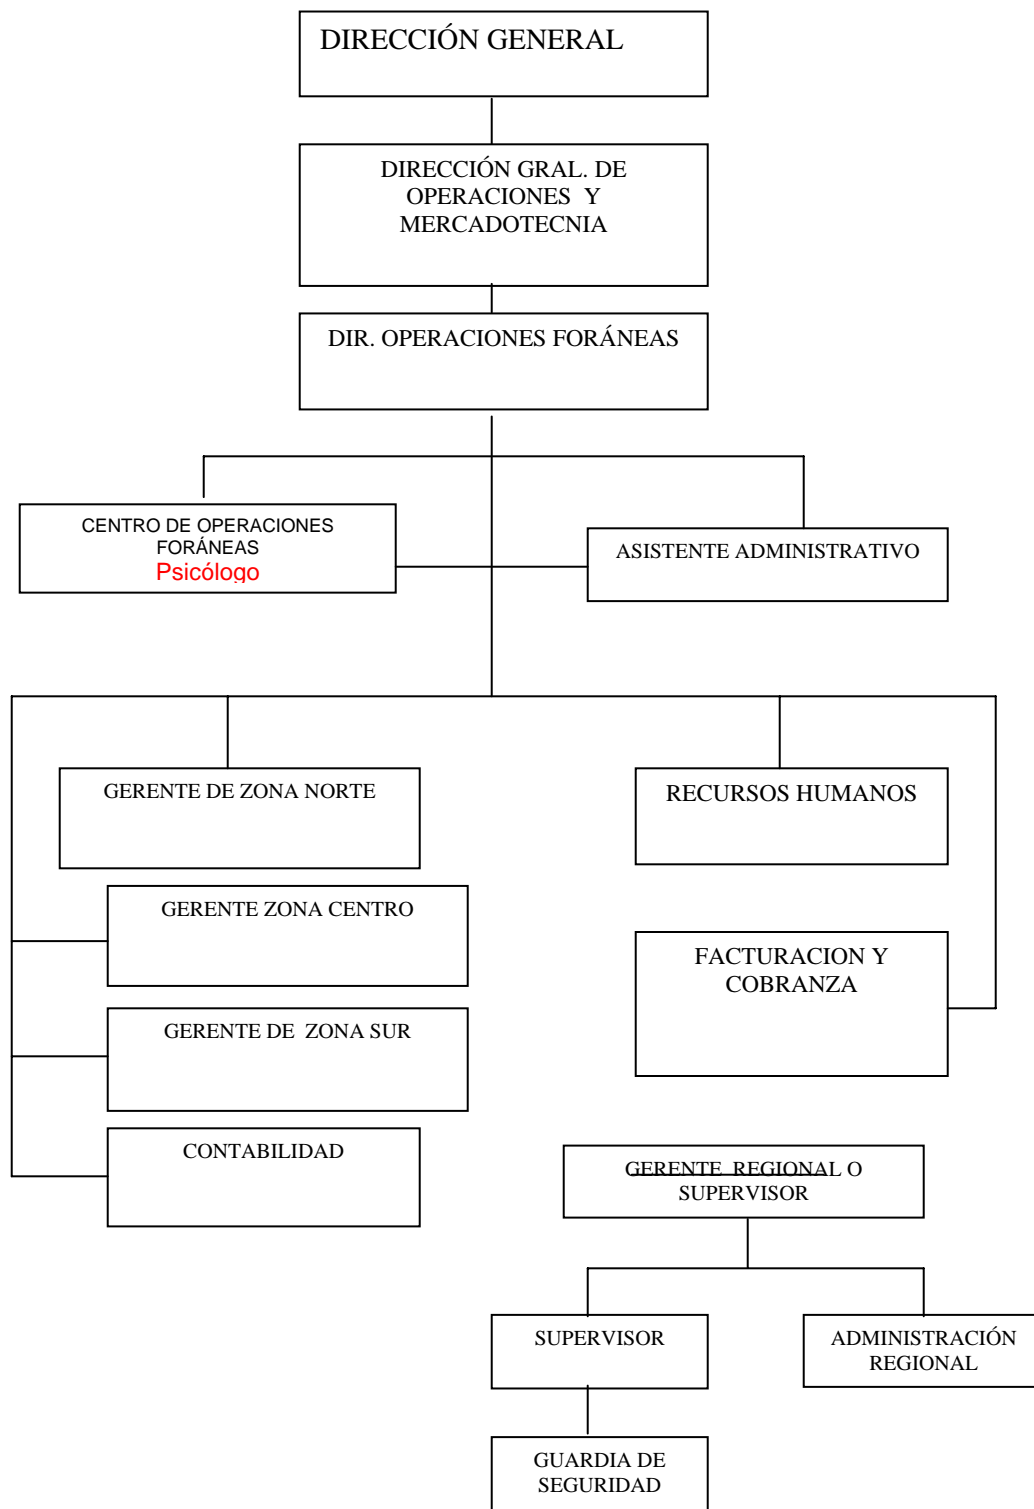 DIRECCIÓN GENERAL
DIRECCIÓN GRAL. DE
OPERACIONES Y
MERCADOTECNIA
DIR. OPERACIONES FORÁNEAS
CENTRO DE OPERACIONES
FORÁNEAS
Psicólogo
ASISTENTE ADMINISTRATIVO
GERENTE DE ZONA NORTE
RECURSOS HUMANOS
GERENTE ZONA CENTRO
FACTURACION Y
COBRANZA
GERENTE DE ZONA SUR
CONTABILIDAD
GERENTE REGIONAL O
SUPERVISOR
SUPERVISOR
ADMINISTRACIÓN
REGIONAL
GUARDIA DE
SEGURIDAD